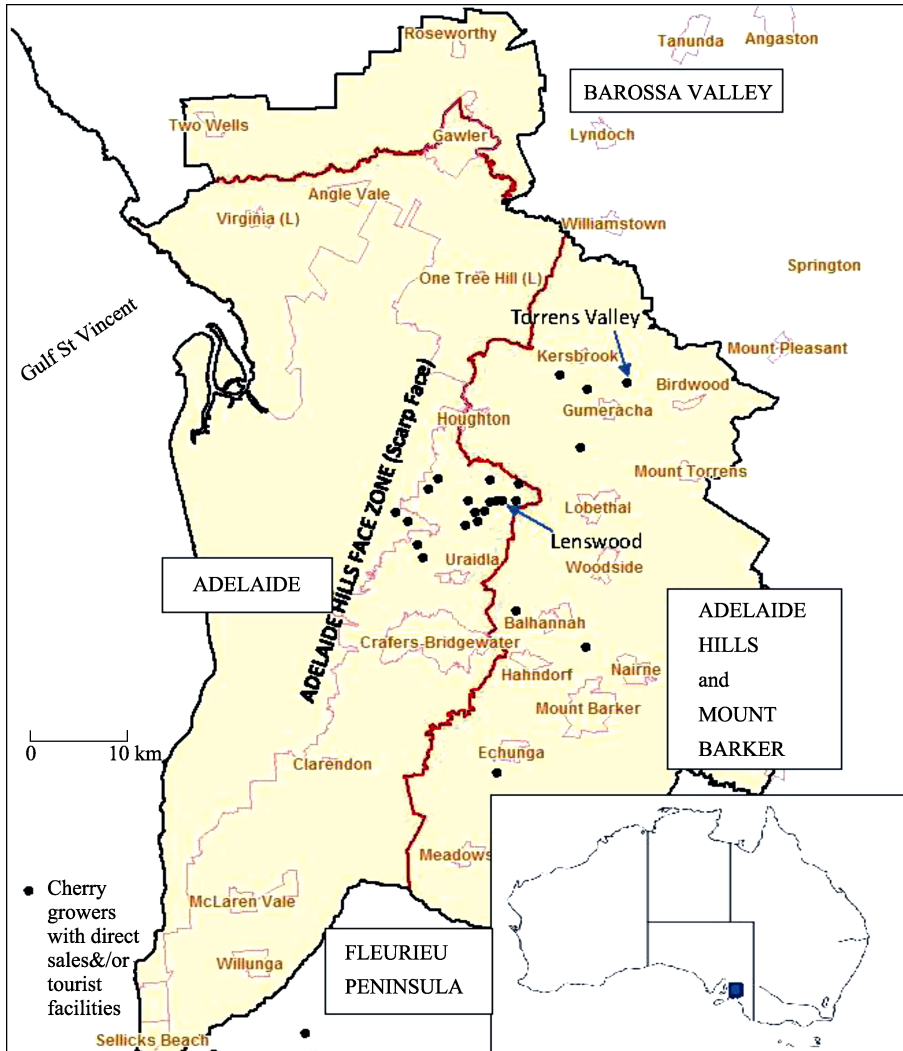 Roseworthy
Tanunda
Angaston
BAROSSA VALLEY
Two Wells
Gawler
Lyndoch
Angle Vale
Virginia (L)
Williamstown
One Tree Hill (L)
Springton
Gulf St Vincent
Torrens Valley
Kersbrook
Mount Pleasant
Birdwood
Gumeracha
ADELAIDE HILLS FACE ZONE (Scarp Face)
Houghton
Mount Torrens
Lobethal
Lenswood
Uraidla
Woodside
ADELAIDE
ADELAIDE
HILLS
and
MOUNT
BARKER
Balhannah
Crafers-Bridgewater
Hahndorf
Nairne
Mount Barker
0 10 km
Echunga
Clarendon
Meadows
Cherry
growers
with direct
sales&/or
tourist
facilities
McLaren Vale
Willunga
FLEURIEU
PENINSULA
Sellicks Beach